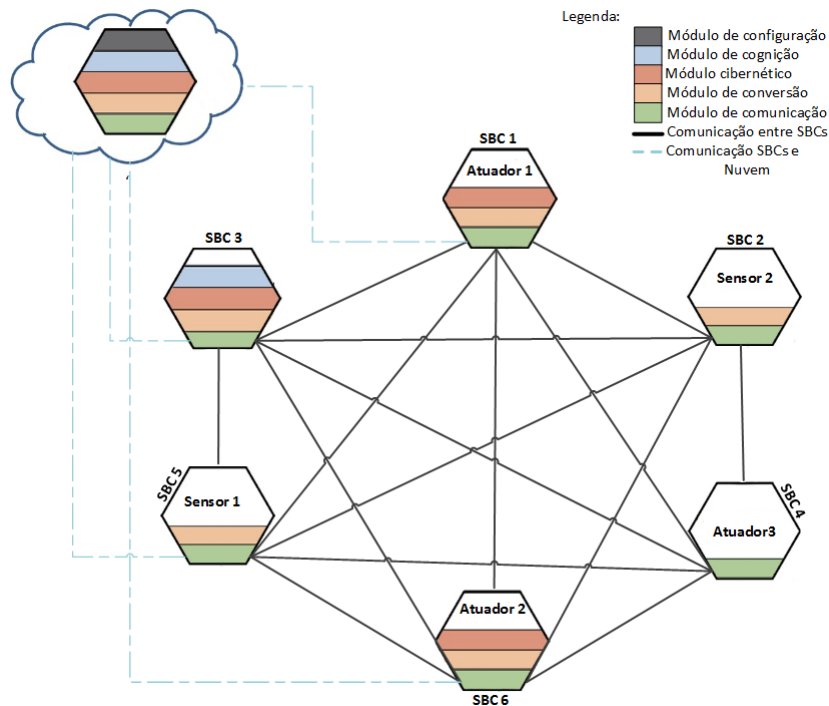 Legenda:
Módulo de configuração
Módulo de cognição
Módulo cibernético
Módulo de conversão
Módulo de comunicação
Comunicação entre SBCs
Comunicação SBCs e
Nuvem
SBC 1
Atuador 1
SBC 3
SBC 2
Sensor 2
SBC 5
Sensor 1
SBC 4
Atuador3
Atuador 2
SBC 6